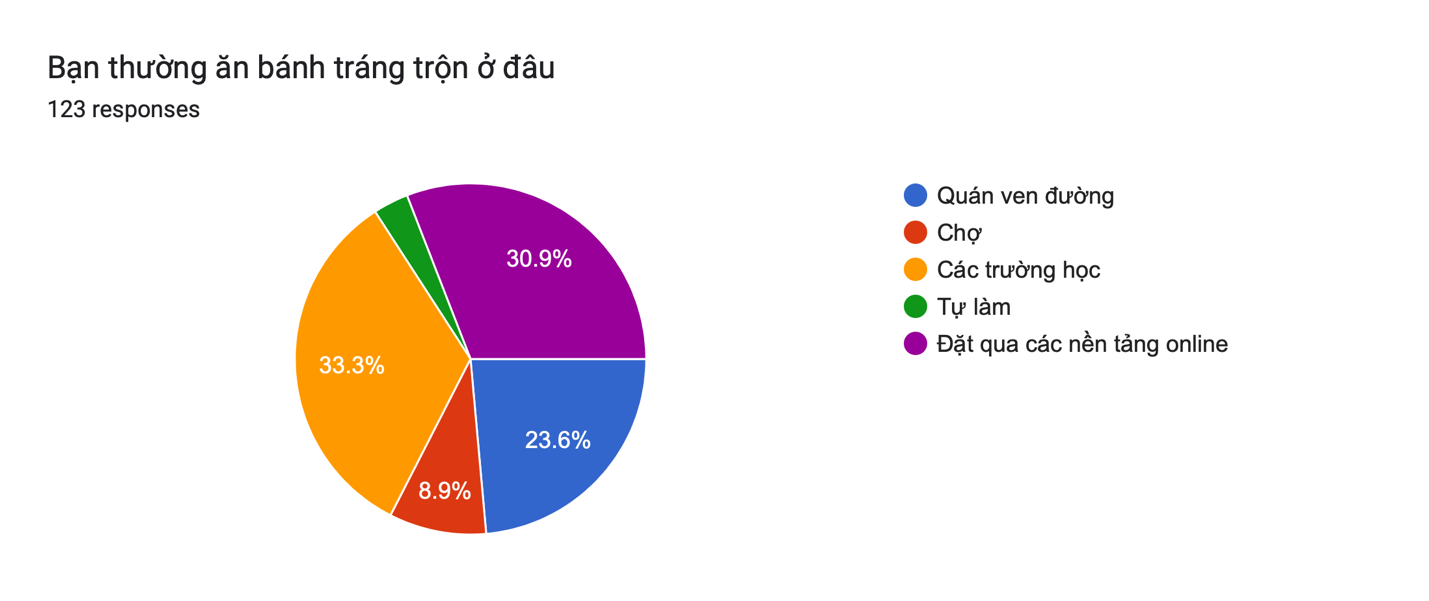 Bạn thường ăn bánh tráng trộn ở đâu
123 responses
30.9%
33.3%
23.6%
8.9%
Quán ven đường
Chợ
Các trường học
Tự làm
Đặt qua các nền tảng online